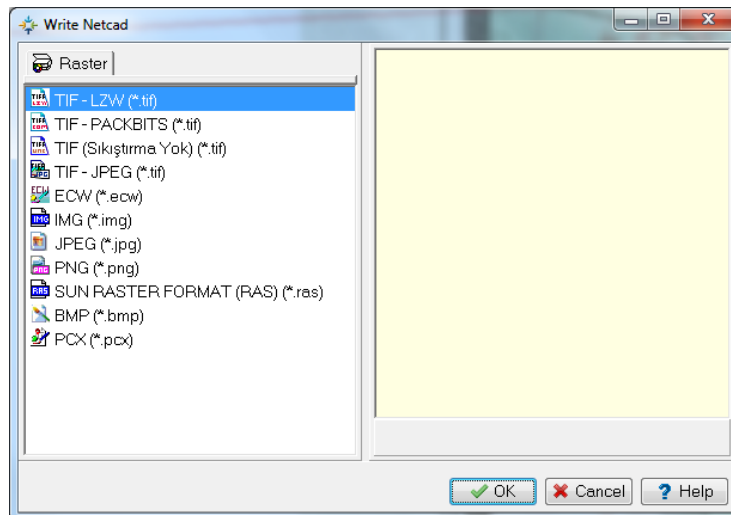 Write Netcad
Raster
TIF - LZW (*.tif)
TIF - PACKBITS (*.tif)
TIF (Sıkıştırma Yok) (*.tif)
TIF - JPEG (*.tif)
ECW (*.ecw)
IMG (*.img)
JPEG (*.jpg)
PNG (*.png)
SUN RASTER FORMAT (RAS) (*.ras)
BMP (*.bmp)
PCX (*.pcx)
OK Cancel Help